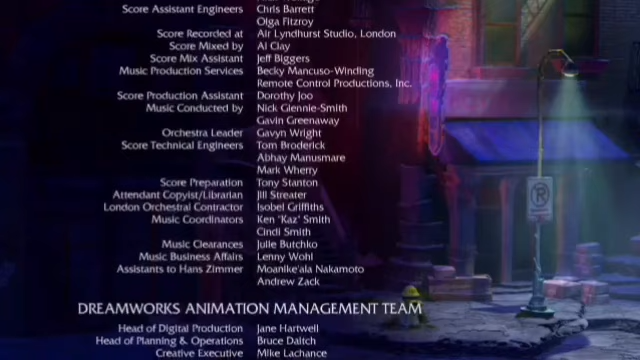 Score Assistant Engineers Chris Barrett
Olga Fitzroy
Score Recorded at Air Lyndhurst Studio, London
Score Mixed by Al Clay
Score Mix Assistant Jeff Biggers
Music Production Services Becky Mancuso-Winding
Remote Control Productions, Inc.
Score Production Assistant Dorothy Joo
Music Conducted by Nick Glennie-Smith
Gavin Greenaway
Orchestra Leader Gavyn Wright
Score Technical Engineers Tom Broderick
Abhay Manusmare
Mark Wherry
Score Preparation Tony Stanton
Attendant Copyist/Librarian Jill Streater
London Orchestral Contractor Isobel Griffiths
Music Coordinators Ken "Kaz" Smith
Cindi Smith
Music Clearances Julie Butchko
Music Business Affairs Lenny Wohl
Assistants to Hans Zimmer Moanike'ala Nakamoto
Andrew Zack
DREAMWORKS ANIMATION MANAGEMENT TEAM
Head of Digital Production Jane Hartwell
Head of Planning & Operations Bruce Daitch
Creative Executive Mike Lachance